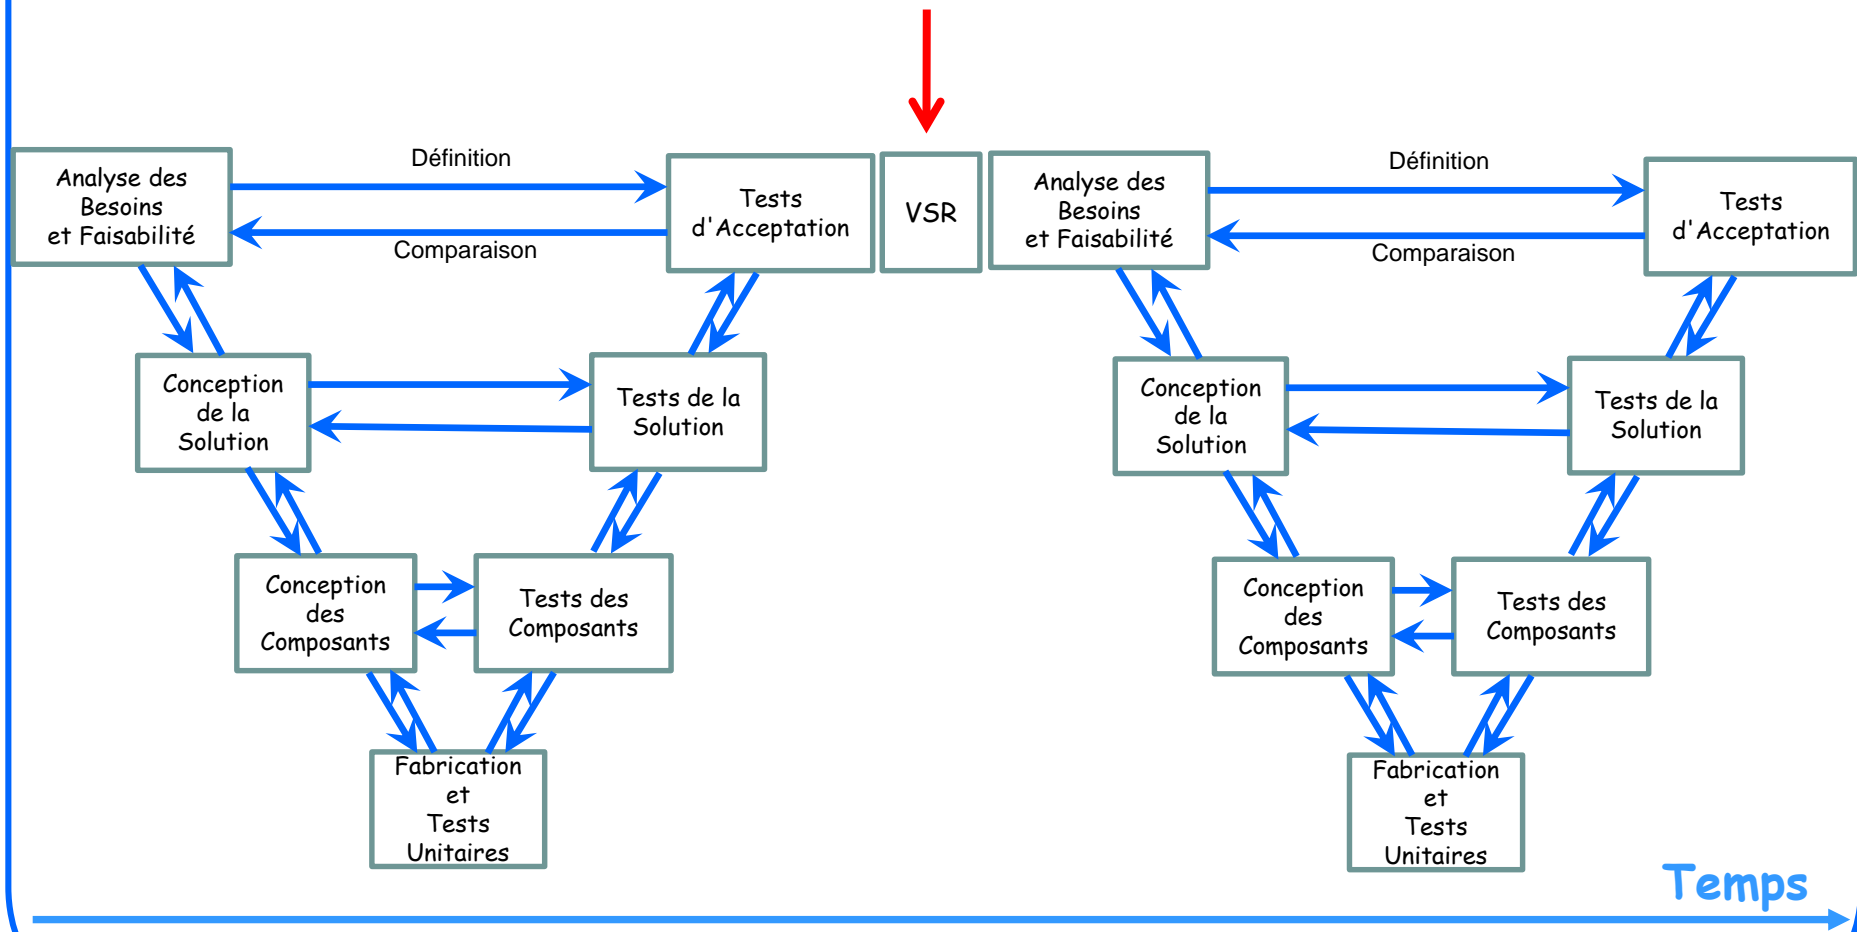 Définition
Analyse des
Besoins
et Faisabilité
Comparaison
Tests
d'Acceptation
VSR
Conception
de la
Solution
Tests de la
Solution
Conception
des
Composants
Tests des
Composants
Fabrication
et
Tests
Unitaires
Définition
Analyse des
Besoins
et Faisabilité
Comparaison
Tests
d'Acceptation
Conception
de la
Solution
Tests de la
Solution
Conception
des
Composants
Tests des
Composants
Fabrication
et
Tests
Unitaires
Temps